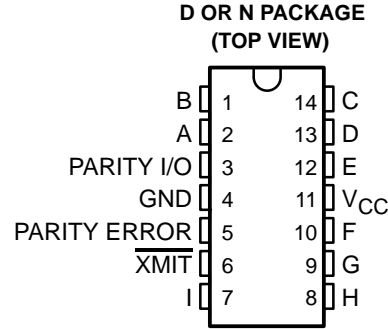 D OR N PACKAGE
(TOP VIEW)
B 1 14 C
A 2 13 D
PARITY I/O 3 12 E
GND 4 11 VCC
PARITY ERROR 5 10 F
XMIT 6 9 G
I 7 8 H